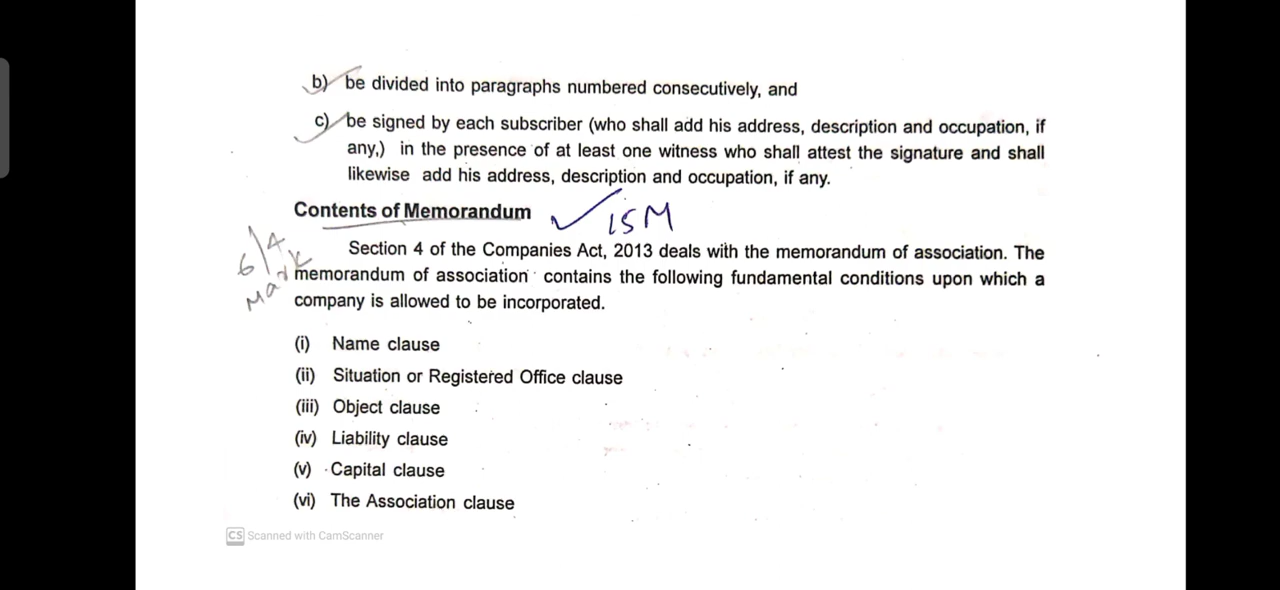 b) be divided into paragraphs numbered consecutively, and
c) be signed by each subscriber (who shall add his address, description and occupation, if
any,) in the presence of at least one witness who shall attest the signature and shall
likewise add his address, description and occupation, if any.
Contents of Memorandum
15M
6/4
Mark
Section 4 of the Companies Act, 2013 deals with the memorandum of association. The
memorandum of association contains the following fundamental conditions upon which a
company is allowed to be incorporated.
(i) Name clause
(ii) Situation or Registered Office clause
(iii) Object clause
(iv) Liability clause
(v) Capital clause
(vi) The Association clause
CS Scanned with CamScanner